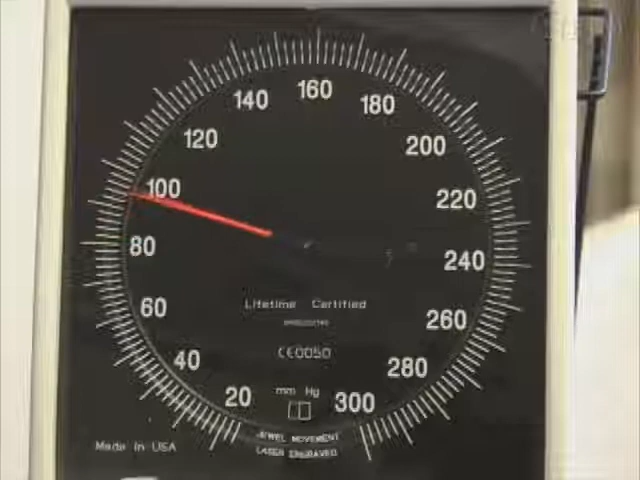 160
140 180
120 200
100 220
80 240
Lifetime Certified
60 260
CE0050
40 280
mm Hg
20 300
JEWEL MOVEMENT
LASER ENGRAVED
Made In USA